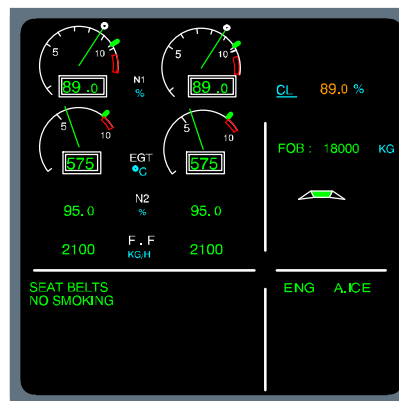 5 10 5 10
89.0 N1 89.0
%
CL 89.0 %
5 10 5 10
575 EGT 575
°C
FOB : 18000 KG
95.0 N2 95.0
%
2100 F.F 2100
KG/H
SEAT BELTS
NO SMOKING
ENG A.ICE